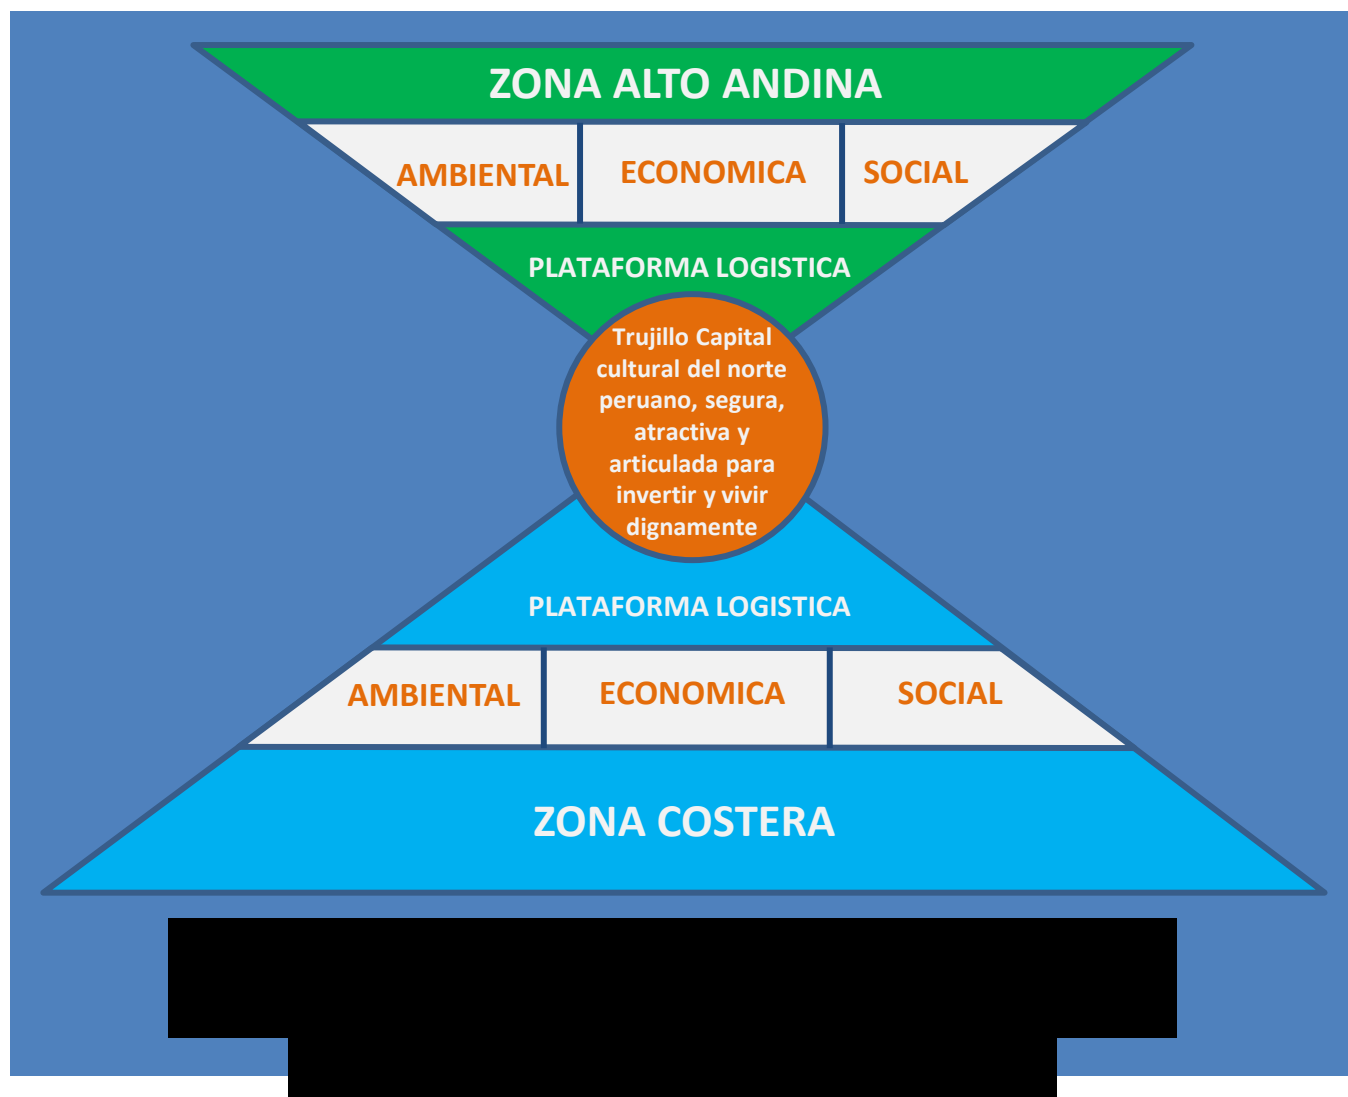 ZONA ALTO ANDINA
AMBIENTAL ECONOMICA SOCIAL
PLATAFORMA LOGISTICA
Trujillo Capital
cultural del norte
peruano, segura,
atractiva y
articulada para
invertir y vivir
dignamente
PLATAFORMA LOGISTICA
AMBIENTAL ECONOMICA SOCIAL
ZONA COSTERA